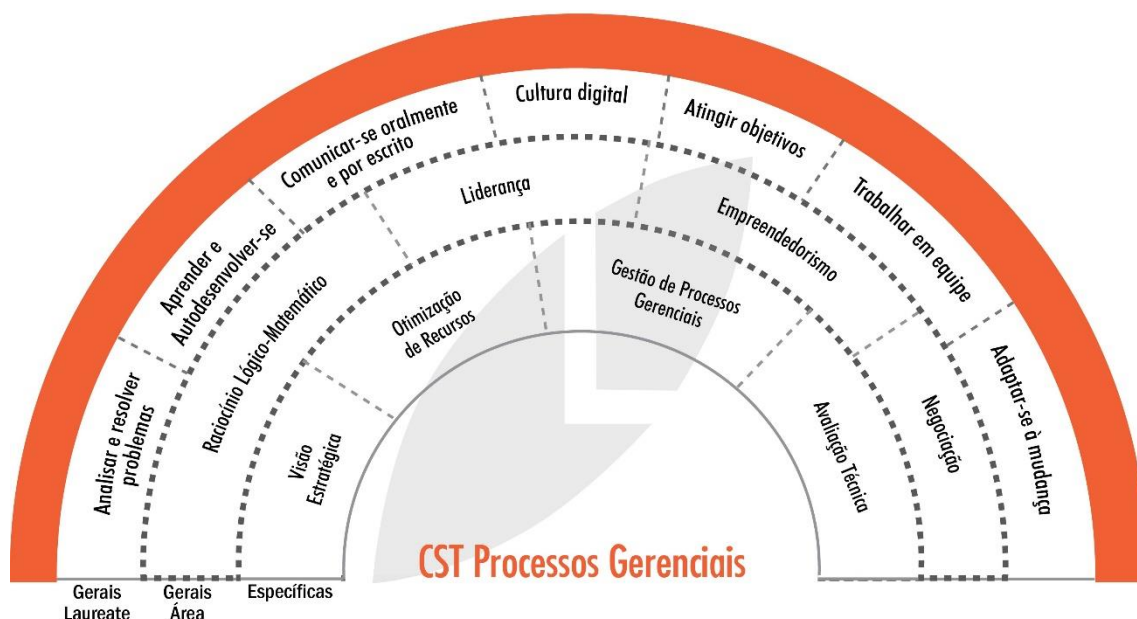 Analisar e resolver
problemas
Aprender e
Autodesenvolver-se
Comunicar-se oralmente
e por escrito
Cultura digital
Atingir objetivos
Trabalhar em equipe
Adaptar-se à mudança
Raciocínio Lógico-Matemático
Liderança
Empreendedorismo
Negociação
Visão
Estratégica
Otimização
de Recursos
Gestão de Processos
Gerenciais
Avaliação Técnica
CST Processos Gerenciais
Gerais
Laureate
Gerais
Área
Específicas